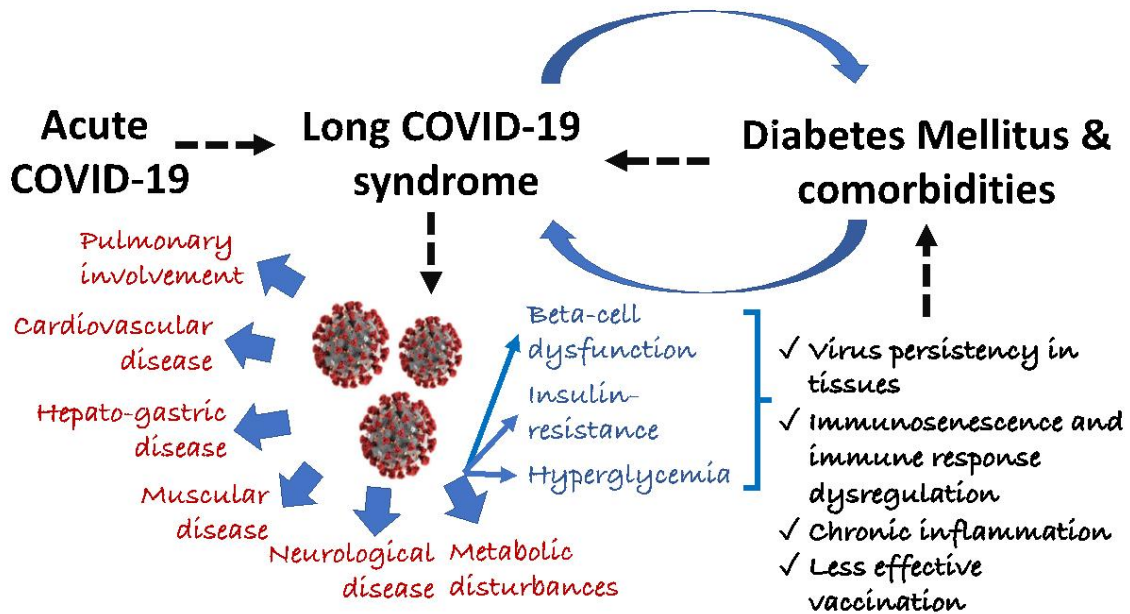 Acute
COVID-19
Long COVID-19
syndrome
Diabetes Mellitus &
comorbidities
Pulmonary
involvement
Cardiovascular
disease
Hepato-gastric
disease
Muscular
disease
Neurological
disease
Metabolic
disturbances
Beta-cell
dysfunction
Insulin-
resistance
Hyperglycemia
✓ Virus persistency in
tissues
✓ Immunosenescence and
immune response
dysregulation
✓ Chronic inflammation
✓ Less effective
vaccination